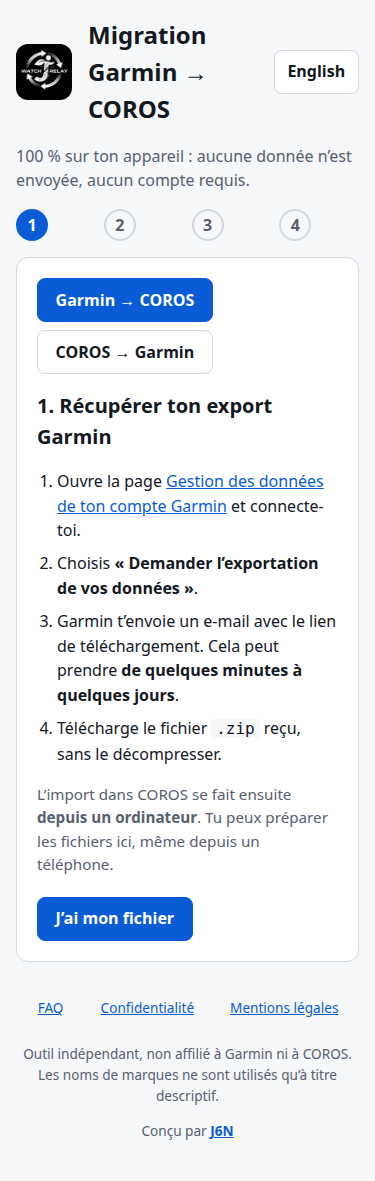 WATCH RELAY
Migration
Garmin →
COROS
English
100 % sur ton appareil : aucune donnée n’est
envoyée, aucun compte requis.
1
2
3
4
Garmin → COROS
COROS → Garmin
1. Récupérer ton export
Garmin
1. Ouvre la page Gestion des données
de ton compte Garmin et connecte-
toi.
2. Choisis « Demander l’exportation
de vos données ».
3. Garmin t’envoie un e-mail avec le lien
de téléchargement. Cela peut
prendre de quelques minutes à
quelques jours.
4. Télécharge le fichier .zip reçu,
sans le décompresser.
L’import dans COROS se fait ensuite
depuis un ordinateur. Tu peux préparer
les fichiers ici, même depuis un
téléphone.
J’ai mon fichier
FAQ
Confidentialité
Mentions légales
Outil indépendant, non affilié à Garmin ni à COROS.
Les noms de marques ne sont utilisés qu’à titre
descriptif.
Conçu par J6N